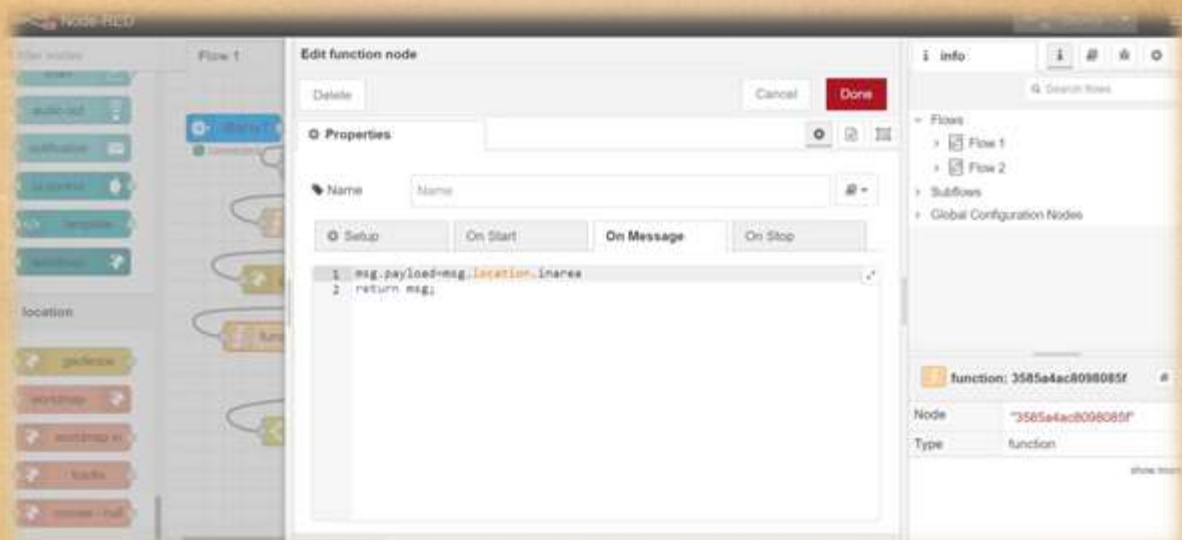 Node-RED
Flow 1
Edit function node
Delete
Cancel
Done
Properties
Name
Name
Setup
On Start
On Message
On Stop
1 msg.payload=msg.location.inarea
2 return msg;
notification
location
geofence
worldmap
worldmap in
tracks
info
Search flows
Flows
Flow 1
Flow 2
Subflows
Global Configuration Nodes
function: 3585a4ac8098085f
Node "3585a4ac8098085f"
Type function
show more